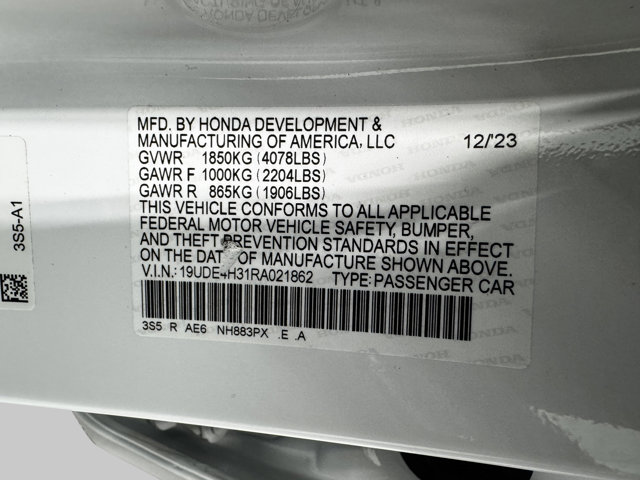 MFD. BY HONDA DEVELOPMENT &
MANUFACTURING OF AMERICA, LLC 12/23
GVWR 1850KG (4078LBS)
GAWR F 1000KG (2204LBS)
GAWR R 865KG (1906LBS)
THIS VEHICLE CONFORMS TO ALL APPLICABLE
FEDERAL MOTOR VEHICLE SAFETY, BUMPER,
AND THEFT PREVENTION STANDARDS IN EFFECT
ON THE DAT OF MANUFACTURE SHOWN ABOVE.
V.I.N.: 19UDE4H31RA021862 TYPE: PASSENGER CAR
3S5 R AE6 NH883PX .E .A
3S5-A1